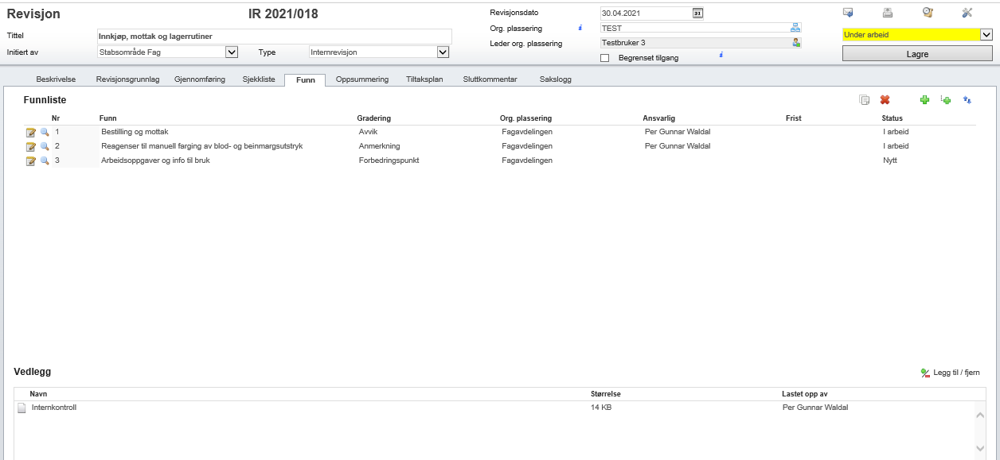 Revisjon IR 2021/018
Revisjonsdato 30.04.2021 31
Org. plassering i TEST
Tittel Innkjøp, mottak og lagerrutiner
Under arbeid
Leder org. plassering Testbruker 3
Initiert av Stabsområde Fag Type Internrevisjon
Begrenset tilgang i
Lagre
Beskrivelse Revisjonsgrunnlag Gjennomføring Sjekkliste Funn Oppsummering Tiltaksplan Sluttkommentar Sakslogg
Funnliste
Nr Funn Gradering Org. plassering Ansvarlig Frist Status
1 Bestilling og mottak Avvik Fagavdelingen Per Gunnar Waldal I arbeid
2 Reagenser til manuell farging av blod- og beinmargsutstryk Anmerkning Fagavdelingen Per Gunnar Waldal I arbeid
3 Arbeidsoppgaver og info til bruk Forbedringspunkt Fagavdelingen Nytt
Vedlegg
Legg til / fjern
Navn Størrelse Lastet opp av
Internkontroll 14 KB Per Gunnar Waldal